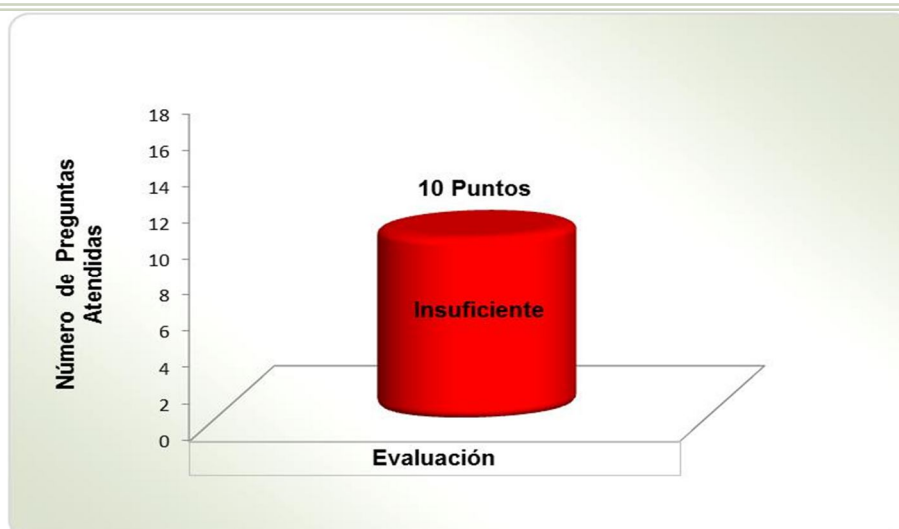 18
16
14
12
10
8
6
4
2
0
Número de Preguntas
Atendidas
10 Puntos
Insuficiente
Evaluación